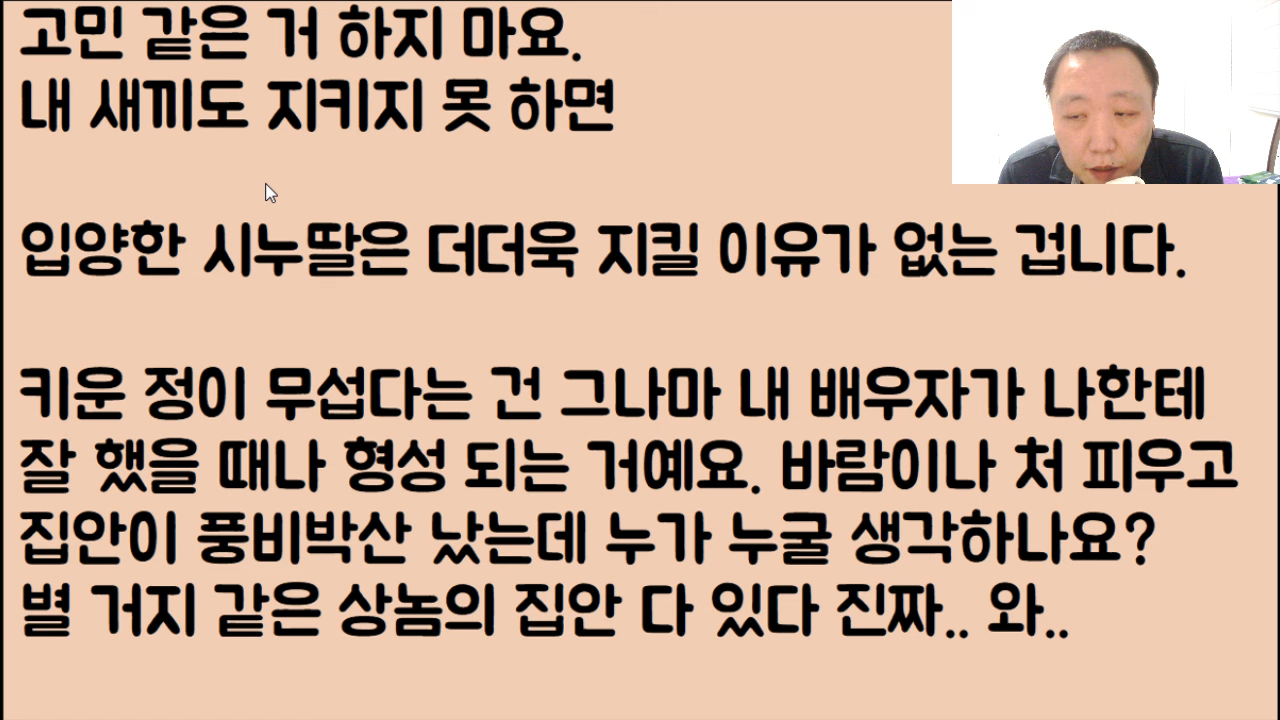 고민 같은 거 하지 마요.
내 새끼도 지키지 못 하면
입양한 시누딸은 더더욱 지킬 이유가 없는 겁니다.
키운 정이 무섭다는 건 그나마 내 배우자가 나한테
잘 했을 때나 형성 되는 거예요. 바람이나 처 피우고
집안이 풍비박산 났는데 누가 누굴 생각하나요?
별 거지 같은 상놈의 집안 다 있다 진짜.. 와..